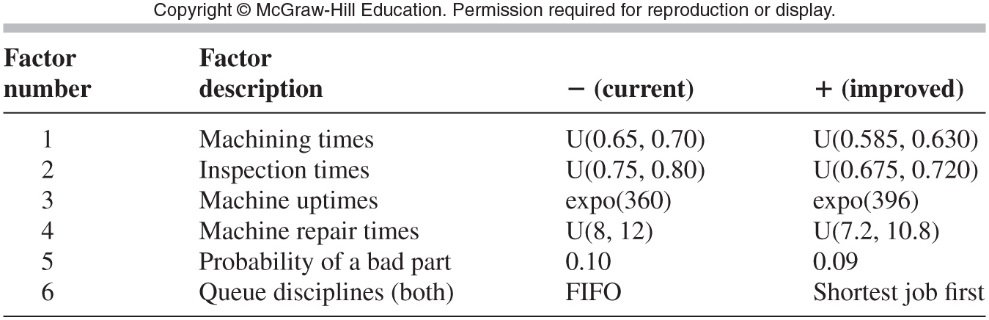 Copyright © McGraw-Hill Education. Permission required for reproduction or display.
Factor Factor
number description − (current) + (improved)
1 Machining times U(0.65, 0.70) U(0.585, 0.630)
2 Inspection times U(0.75, 0.80) U(0.675, 0.720)
3 Machine uptimes expo(360) expo(396)
4 Machine repair times U(8, 12) U(7.2, 10.8)
5 Probability of a bad part 0.10 0.09
6 Queue disciplines (both) FIFO Shortest job first